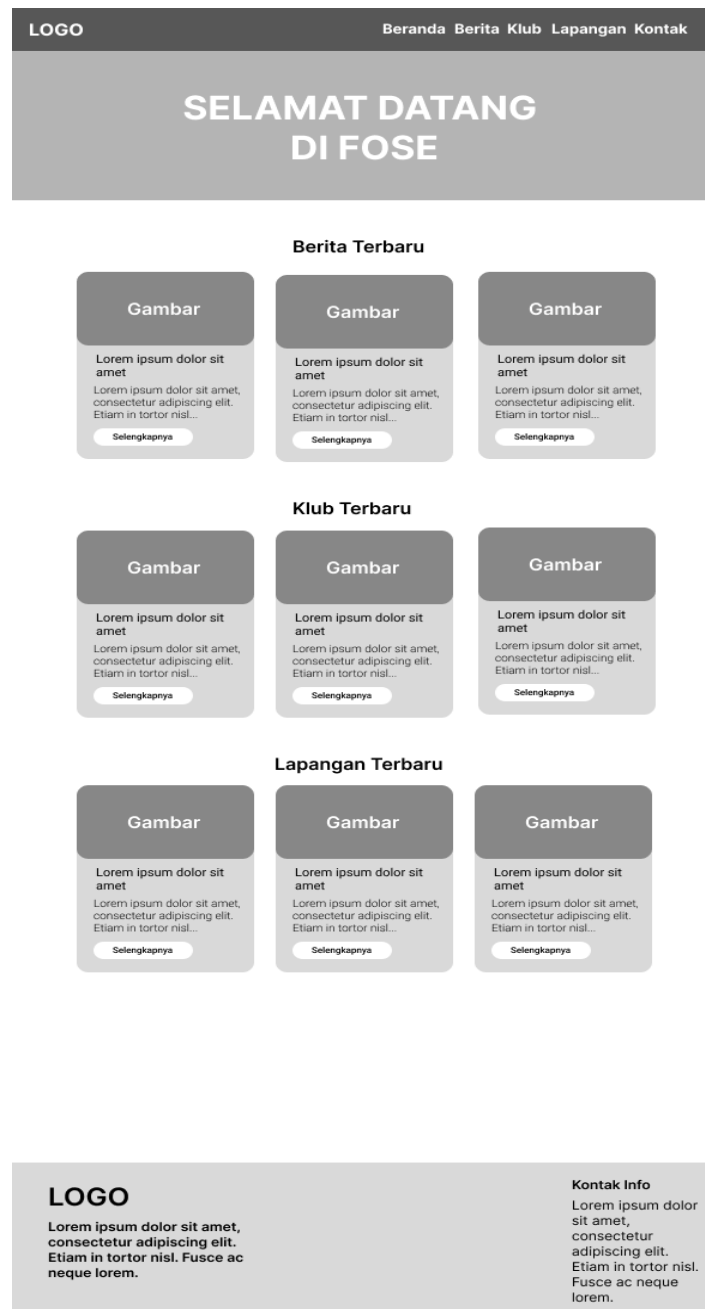 LOGO
Beranda Berita Klub Lapangan Kontak
SELAMAT DATANG
DI FOSE
Berita Terbaru
Gambar
Lorem ipsum dolor sit
amet
Lorem ipsum dolor sit amet,
consectetur adipiscing elit.
Etiam in tortor nisl...
Selengkapnya
Gambar
Lorem ipsum dolor sit
amet
Lorem ipsum dolor sit amet,
consectetur adipiscing elit.
Etiam in tortor nisl...
Selengkapnya
Gambar
Lorem ipsum dolor sit
amet
Lorem ipsum dolor sit amet,
consectetur adipiscing elit.
Etiam in tortor nisl...
Selengkapnya
Klub Terbaru
Gambar
Lorem ipsum dolor sit
amet
Lorem ipsum dolor sit amet,
consectetur adipiscing elit.
Etiam in tortor nisl...
Selengkapnya
Gambar
Lorem ipsum dolor sit
amet
Lorem ipsum dolor sit amet,
consectetur adipiscing elit.
Etiam in tortor nisl...
Selengkapnya
Gambar
Lorem ipsum dolor sit
amet
Lorem ipsum dolor sit amet,
consectetur adipiscing elit.
Etiam in tortor nisl...
Selengkapnya
Lapangan Terbaru
Gambar
Lorem ipsum dolor sit
amet
Lorem ipsum dolor sit amet,
consectetur adipiscing elit.
Etiam in tortor nisl...
Selengkapnya
Gambar
Lorem ipsum dolor sit
amet
Lorem ipsum dolor sit amet,
consectetur adipiscing elit.
Etiam in tortor nisl...
Selengkapnya
Gambar
Lorem ipsum dolor sit
amet
Lorem ipsum dolor sit amet,
consectetur adipiscing elit.
Etiam in tortor nisl...
Selengkapnya
LOGO
Lorem ipsum dolor sit amet,
consectetur adipiscing elit.
Etiam in tortor nisl. Fusce ac
neque lorem.
Kontak Info
Lorem ipsum dolor
sit amet,
consectetur
adipiscing elit.
Etiam in tortor nisl.
Fusce ac neque
lorem.